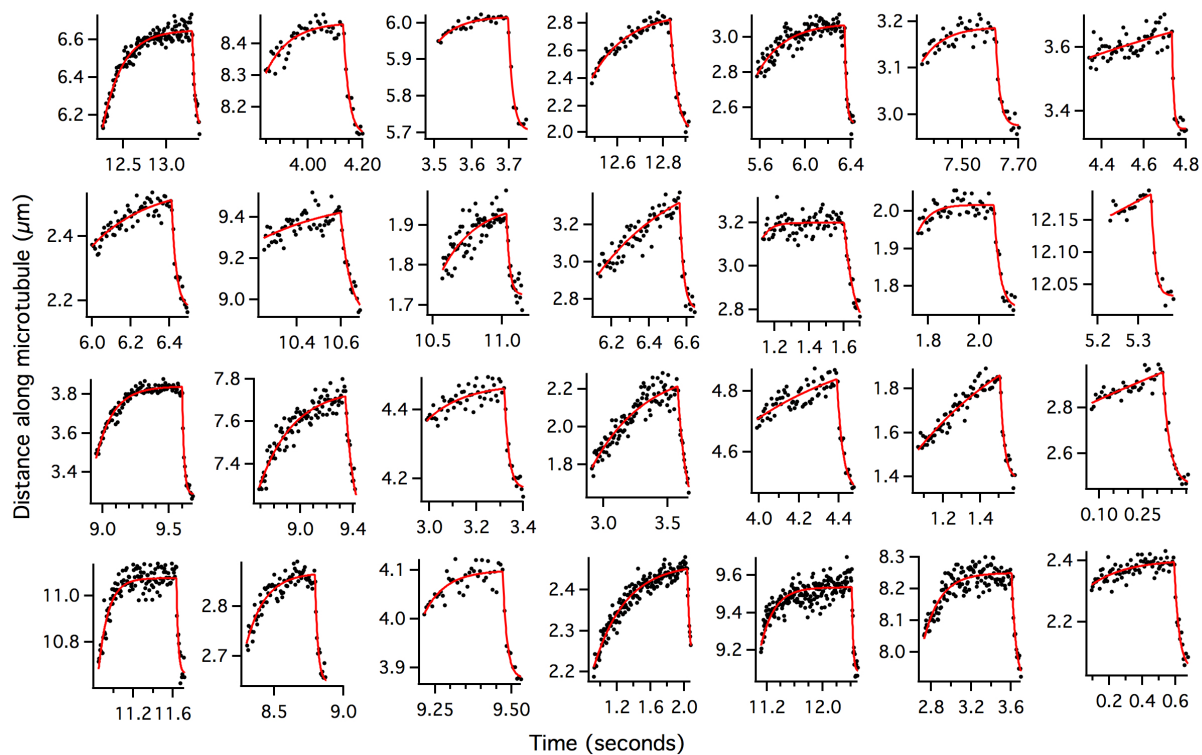 Distance along microtubule (μm)
6.6 6.4 6.2
12.5 13.0
8.4 8.3 8.2
4.00 4.20
6.0 5.9 5.8 5.7
3.5 3.6 3.7
2.8 2.6 2.4 2.2 2.0
12.6 12.8
3.0 2.8 2.6
5.6 6.0 6.4
3.2 3.1 3.0
7.50 7.70
3.6 3.4
4.4 4.6 4.8
2.4 2.2
6.0 6.2 6.4
9.4 9.2 9.0
10.4 10.6
1.9 1.8 1.7
10.5 11.0
3.2 3.0 2.8
6.2 6.4 6.6
3.2 3.0 2.8
1.2 1.4 1.6
2.0 1.9 1.8
1.8 2.0
12.15 12.10 12.05
5.2 5.3
3.8 3.6 3.4
9.0 9.5
7.8 7.6 7.4
9.0 9.2 9.4
4.4 4.2
3.0 3.2 3.4
2.2 2.0 1.8
3.0 3.5
4.8 4.6
4.0 4.2 4.4
1.8 1.6 1.4
1.2 1.4
2.8 2.6
0.10 0.25
11.0 10.8
11.2 11.6
2.8 2.7
8.5 9.0
4.1 4.0 3.9
9.25 9.50
2.4 2.3 2.2
1.2 1.6 2.0
9.6 9.4 9.2
11.2 12.0
8.3 8.2 8.1 8.0
2.8 3.2 3.6
2.4 2.2
0.2 0.4 0.6
Time (seconds)